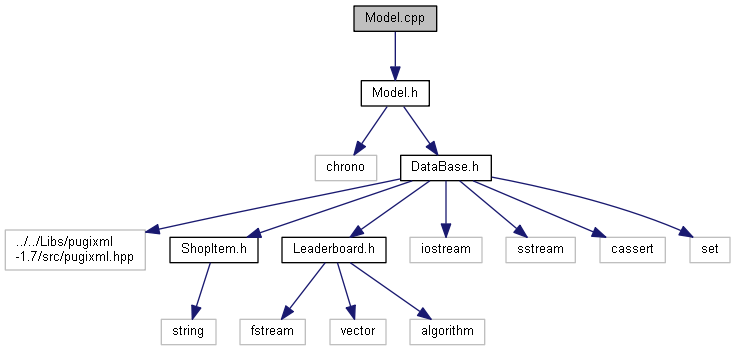 Model.cpp
Model.h
chrono
DataBase.h
../../Libs/pugixml
-1.7/src/pugixml.hpp
ShopItem.h
Leaderboard.h
iostream
sstream
cassert
set
string
fstream
vector
algorithm